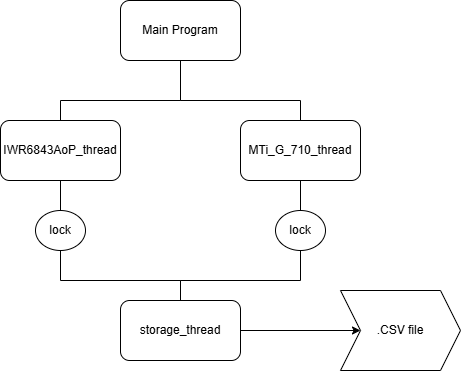 Main Program
IWR6843AoP_thread
MTi_G_710_thread
lock
lock
storage_thread
.CSV file